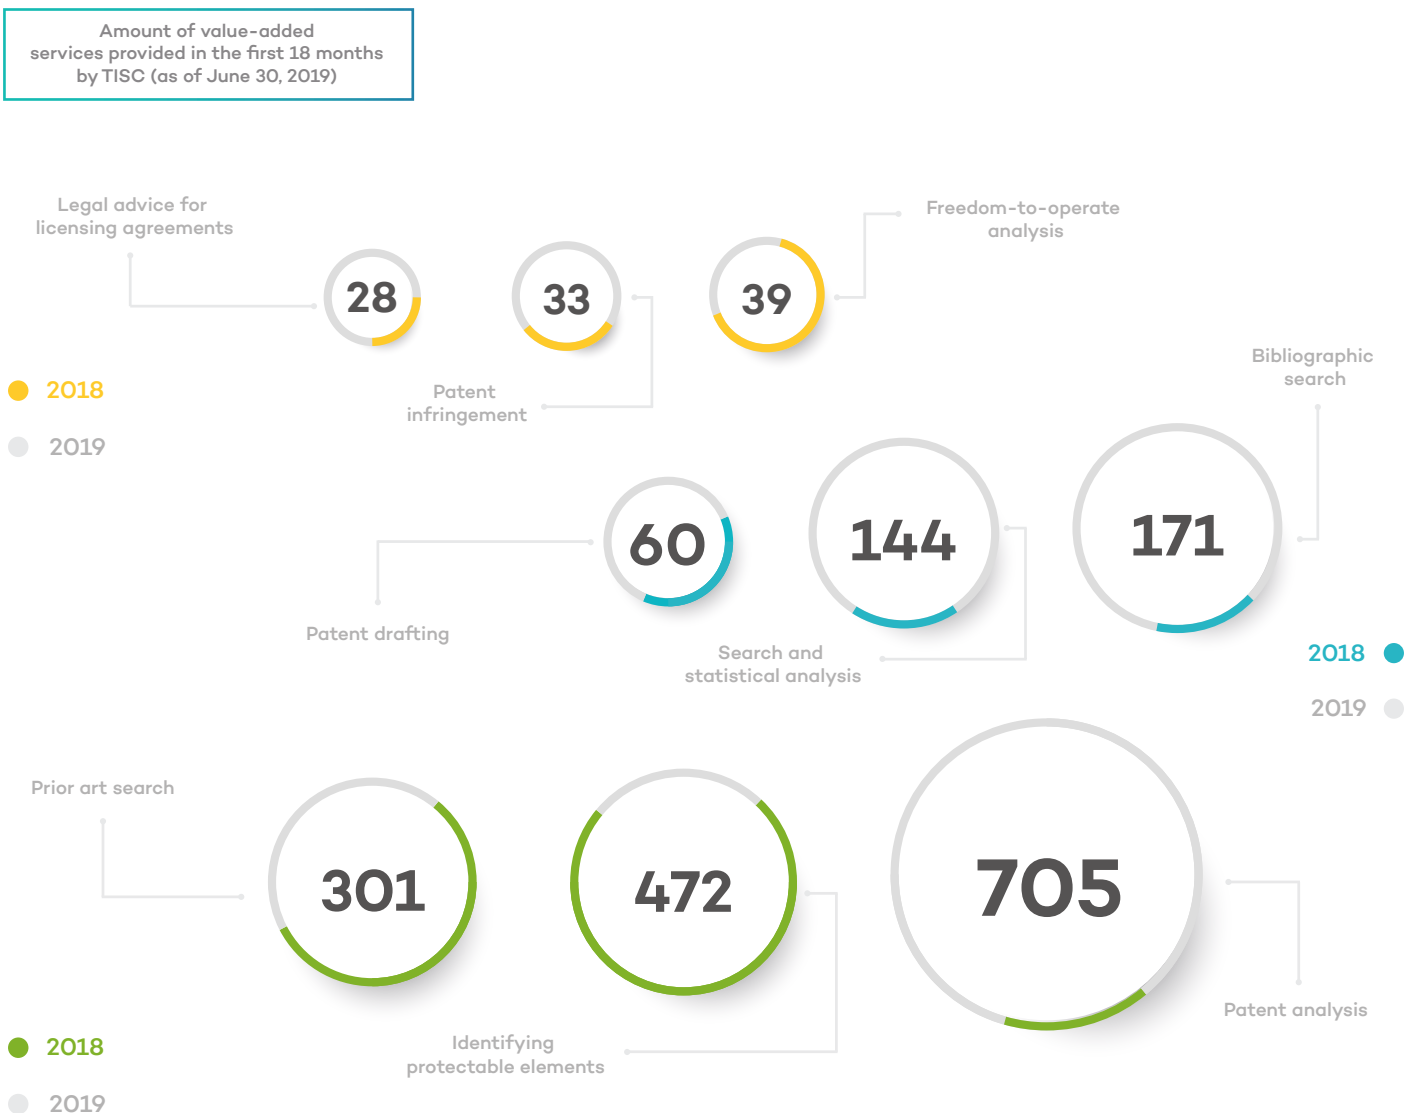 Amount of value-added
services provided in the first 18 months
by TISC (as of June 30, 2019)
Legal advice for
licensing agreements
28
33
39
Freedom-to-operate
analysis
Patent
infringement
2018
2019
Bibliographic
search
60
144
171
Patent drafting
Search and
statistical analysis
2018
2019
Prior art search
301
472
705
Identifying
protectable elements
Patent analysis
2018
2019